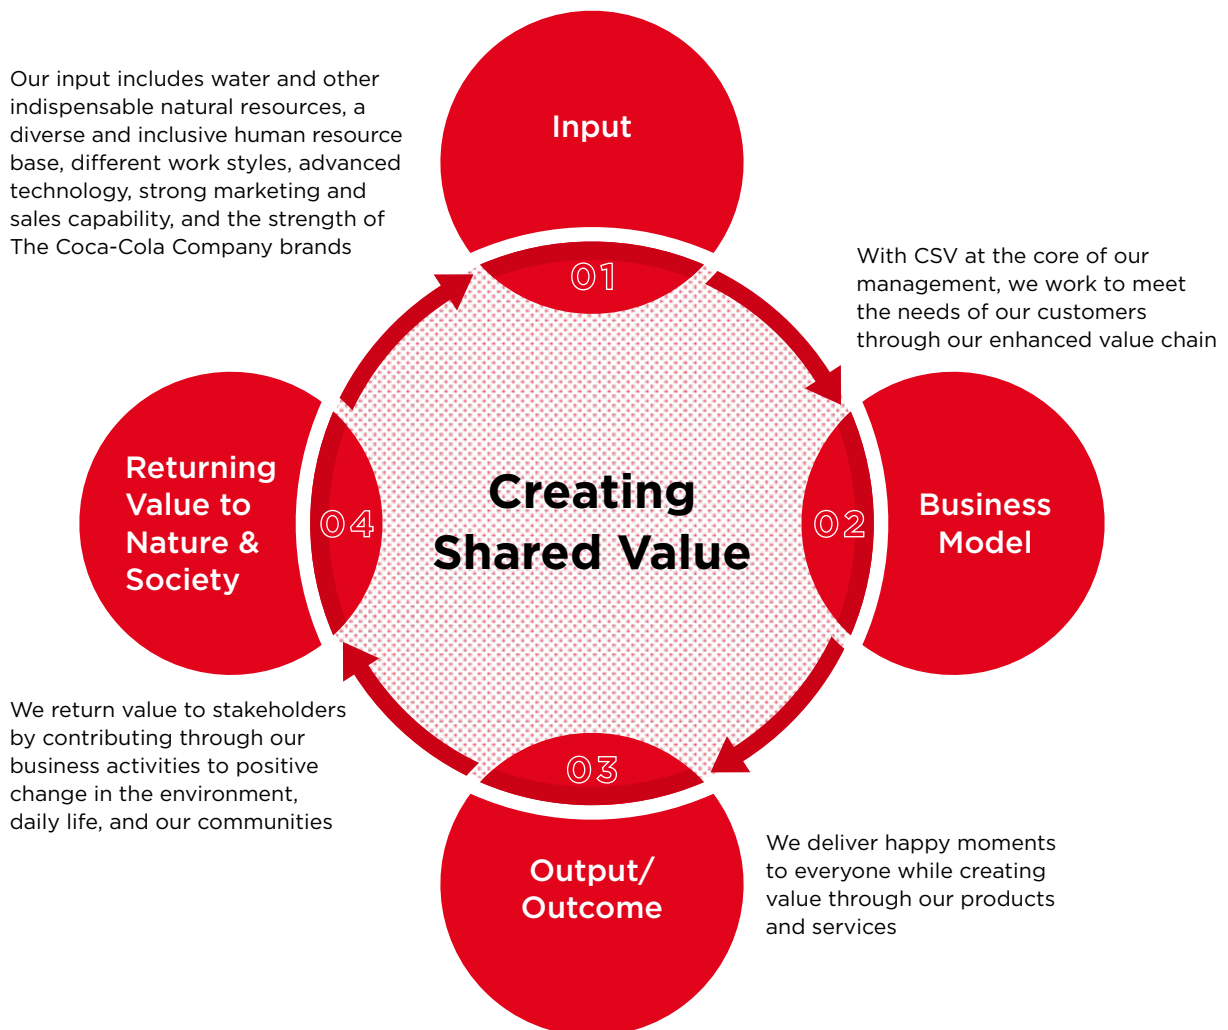 Our input includes water and other
indispensable natural resources, a
diverse and inclusive human resource
base, different work styles, advanced
technology, strong marketing and
sales capability, and the strength of
The Coca-Cola Company brands
Input
01
With CSV at the core of our
management, we work to meet
the needs of our customers
through our enhanced value chain
Business
Model
02
Creating
Shared Value
Returning
Value to
Nature &
Society
04
We return value to stakeholders
by contributing through our
business activities to positive
change in the environment,
daily life, and our communities
03
Output/
Outcome
We deliver happy moments
to everyone while creating
value through our products
and services